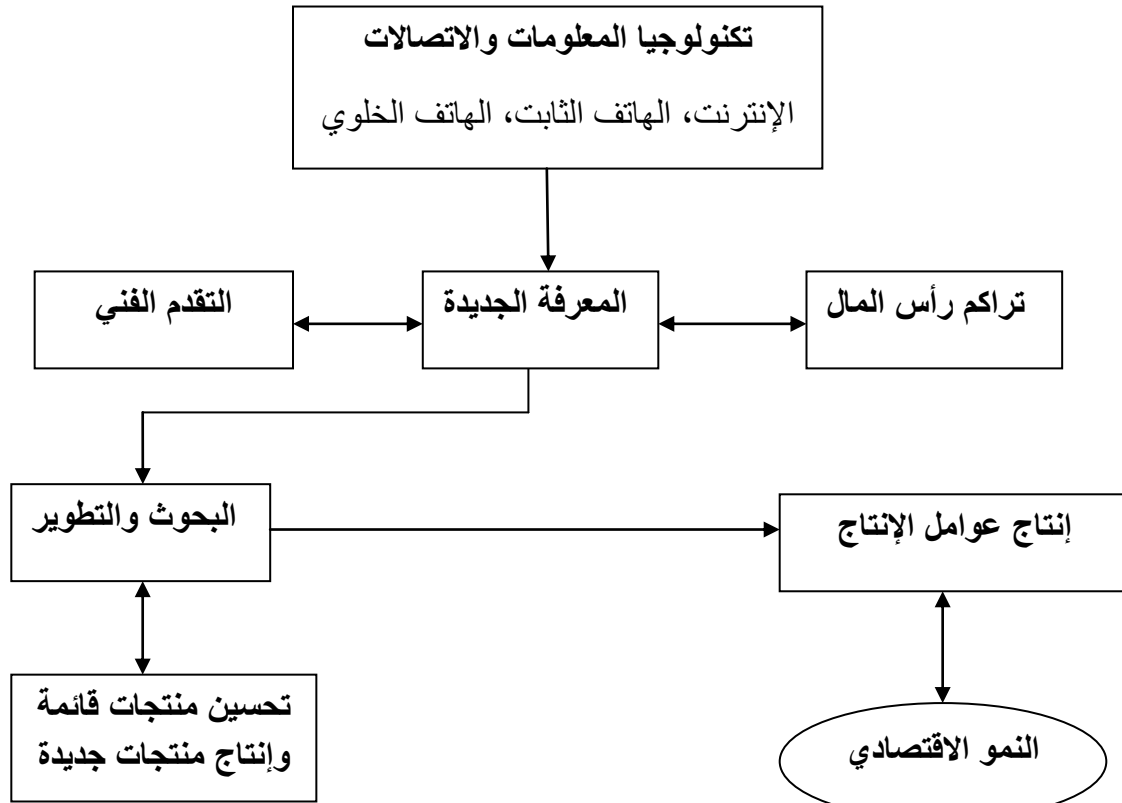 تكنولوجيا المعلومات والاتصالات
الإنترنت، الهاتف الثابت، الهاتف الخلوي
تراكم رأس المال
المعرفة الجديدة
التقدم الفني
إنتاج عوامل الإنتاج
البحوث والتطوير
النمو الاقتصادي
تحسين منتجات قائمة
وإنتاج منتجات جديدة